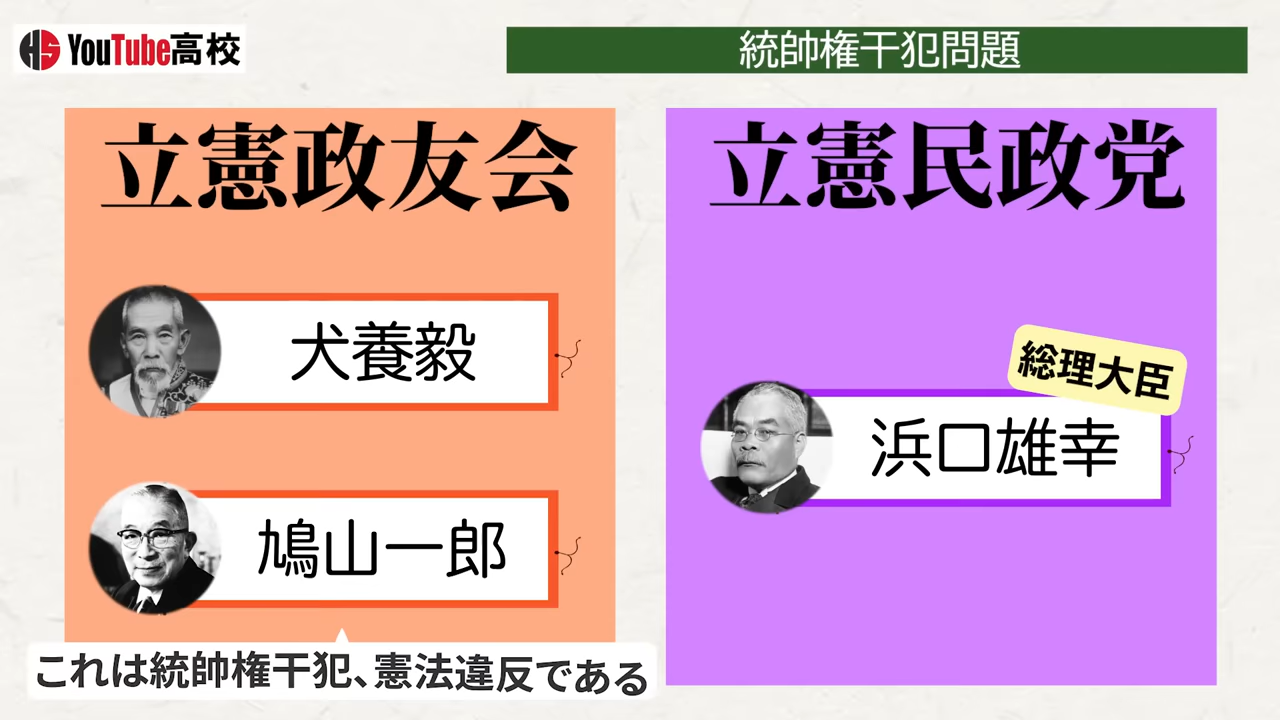 HS YouTube高校
統帥権干犯問題
立憲政友会
犬養毅
鳩山一郎
これは統帥権干犯、憲法違反である
立憲民政党
総理大臣
浜口雄幸